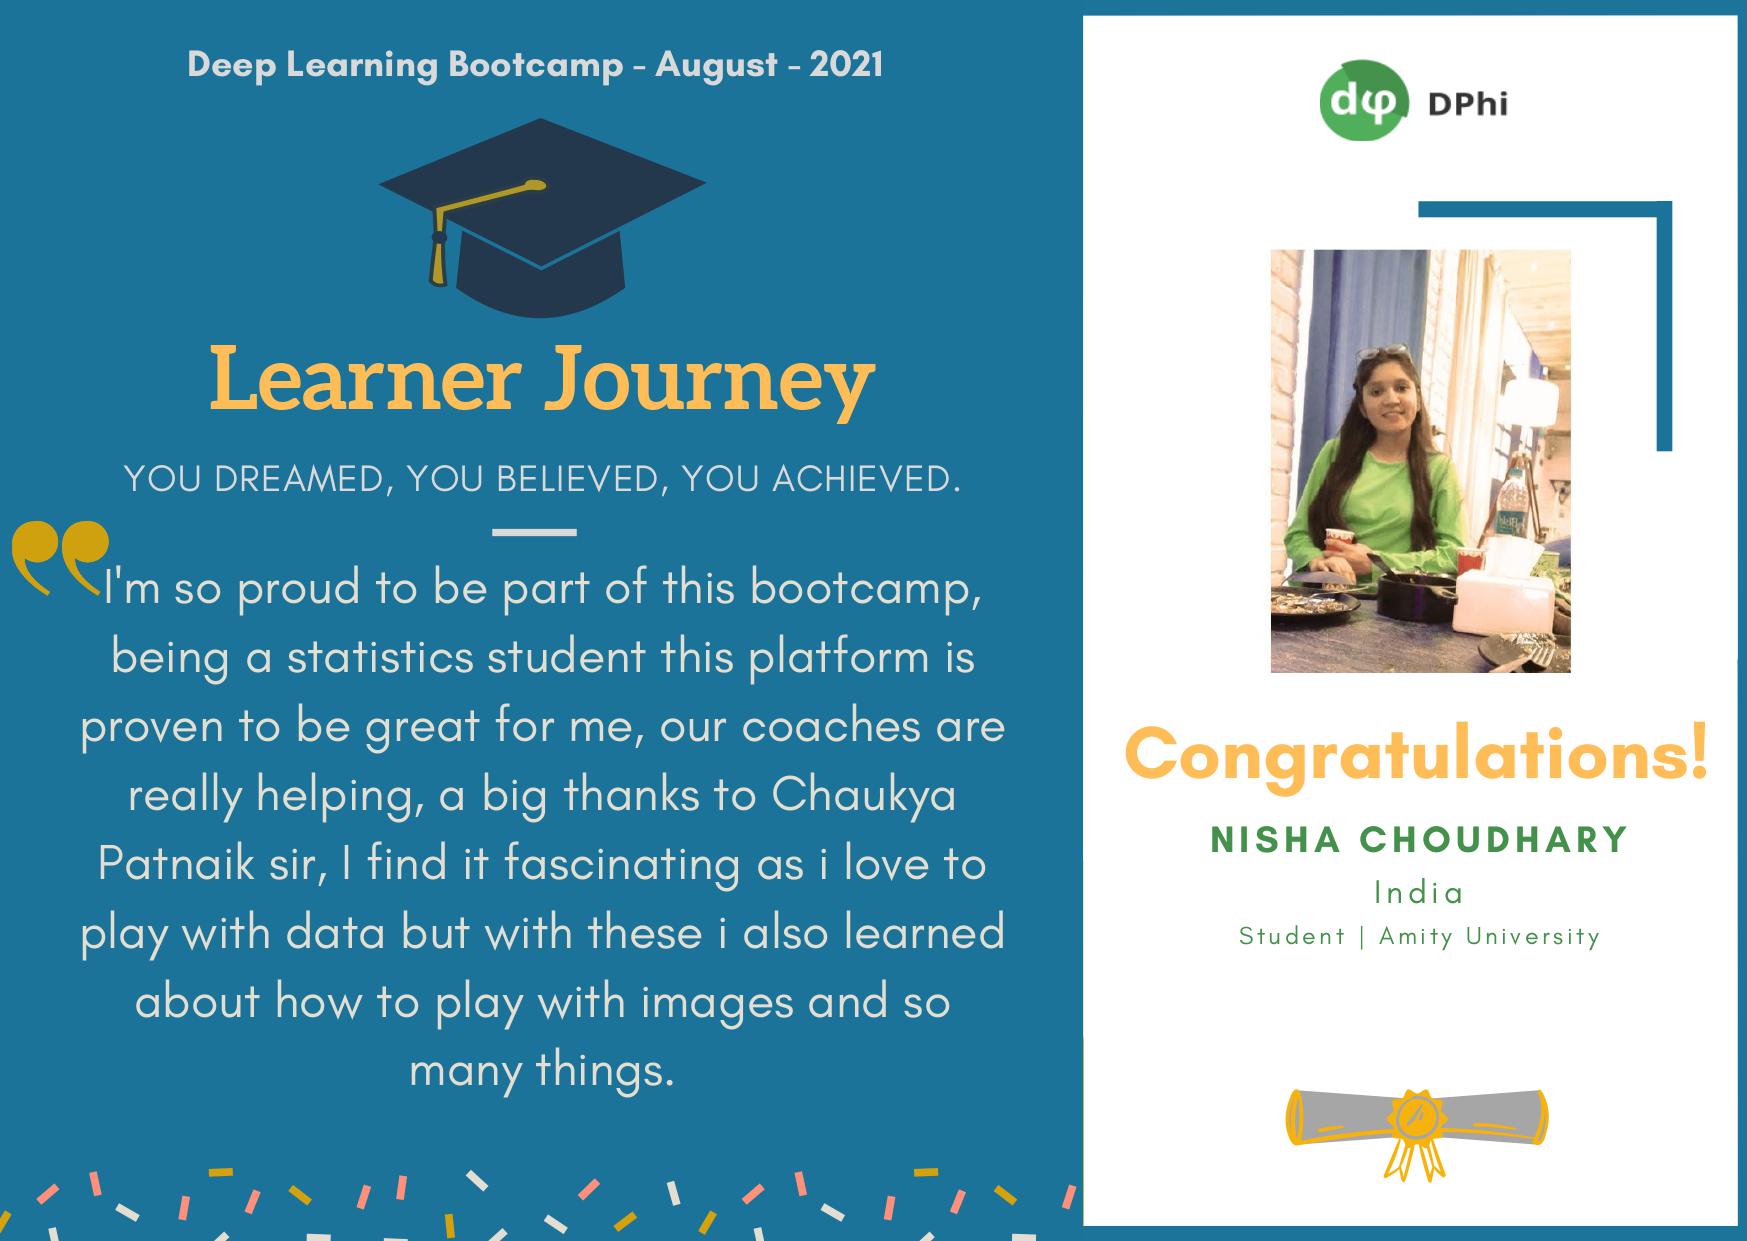 Deep Learning Bootcamp - August - 2021
Learner Journey
YOU DREAMED, YOU BELIEVED, YOU ACHIEVED.
I'm so proud to be part of this bootcamp,
being a statistics student this platform is
proven to be great for me, our coaches are
really helping, a big thanks to Chaukya
Patnaik sir, I find it fascinating as i love to
play with data but with these i also learned
about how to play with images and so
many things.
dφ DPhi
Congratulations!
NISHA CHOUDHARY
India
Student | Amity University